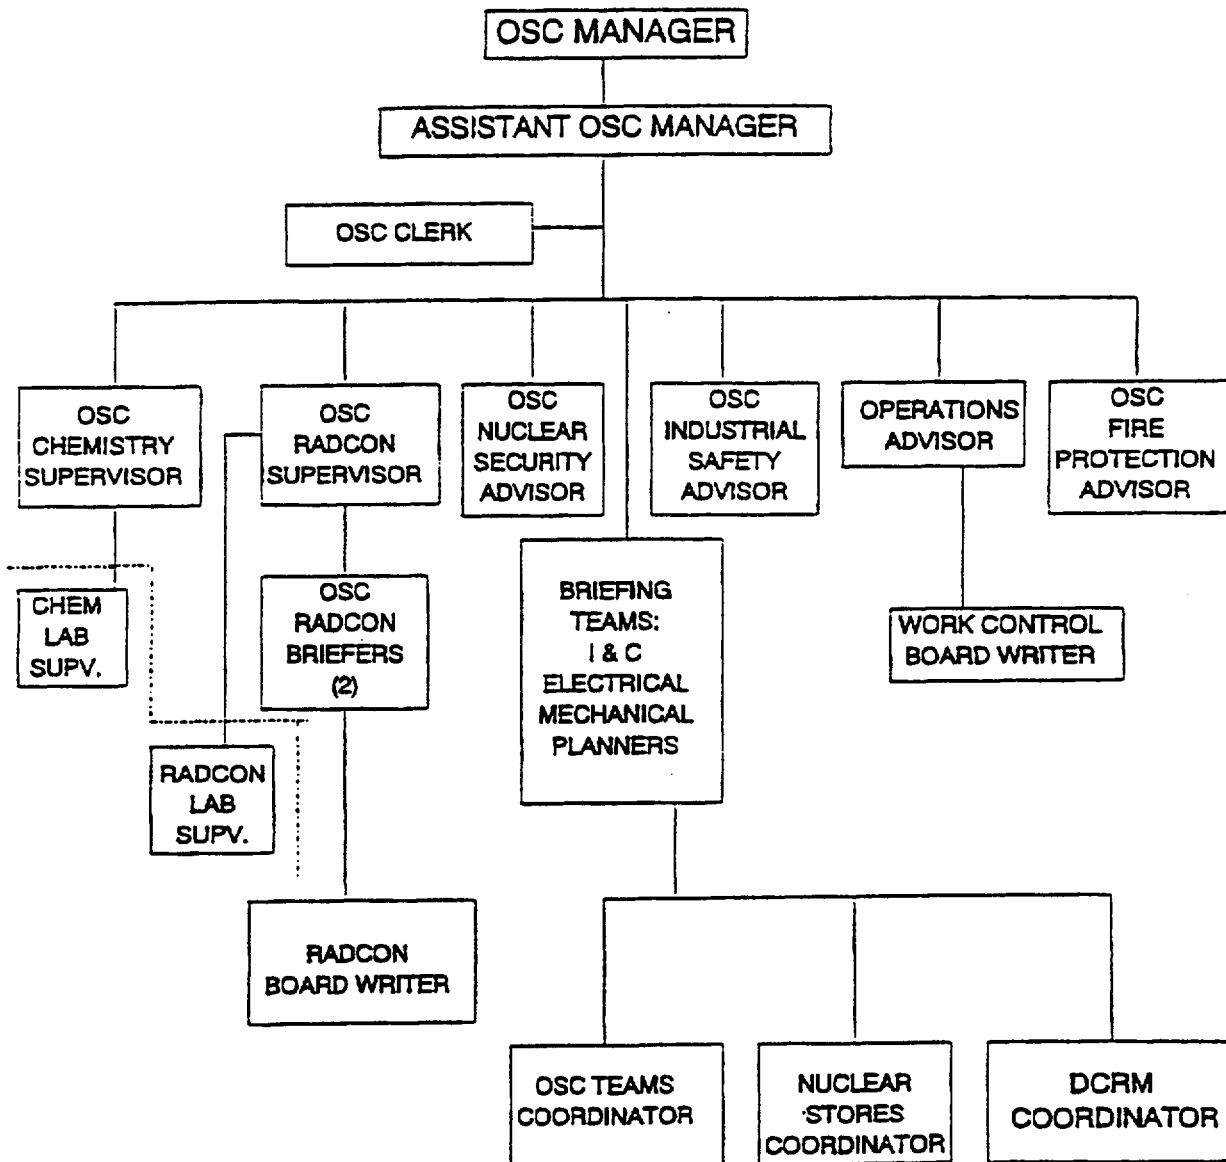 OSC MANAGER
ASSISTANT OSC MANAGER
OSC CLERK
OSC
CHEMISTRY
SUPERVISOR
OSC
RADCON
SUPERVISOR
OSC
NUCLEAR
SECURITY
ADVISOR
OSC
INDUSTRIAL
SAFETY
ADVISOR
OPERATIONS
ADVISOR
OSC
FIRE
PROTECTION
ADVISOR
CHEM
LAB
SUPV.
OSC
RADCON
BRIEFERS
(2)
BRIEFING
TEAMS:
I & C
ELECTRICAL
MECHANICAL
PLANNERS
WORK CONTROL
BOARD WRITER
RADCON
LAB
SUPV.
RADCON
BOARD WRITER
OSC TEAMS
COORDINATOR
NUCLEAR
STORES
COORDINATOR
DCRM
COORDINATOR